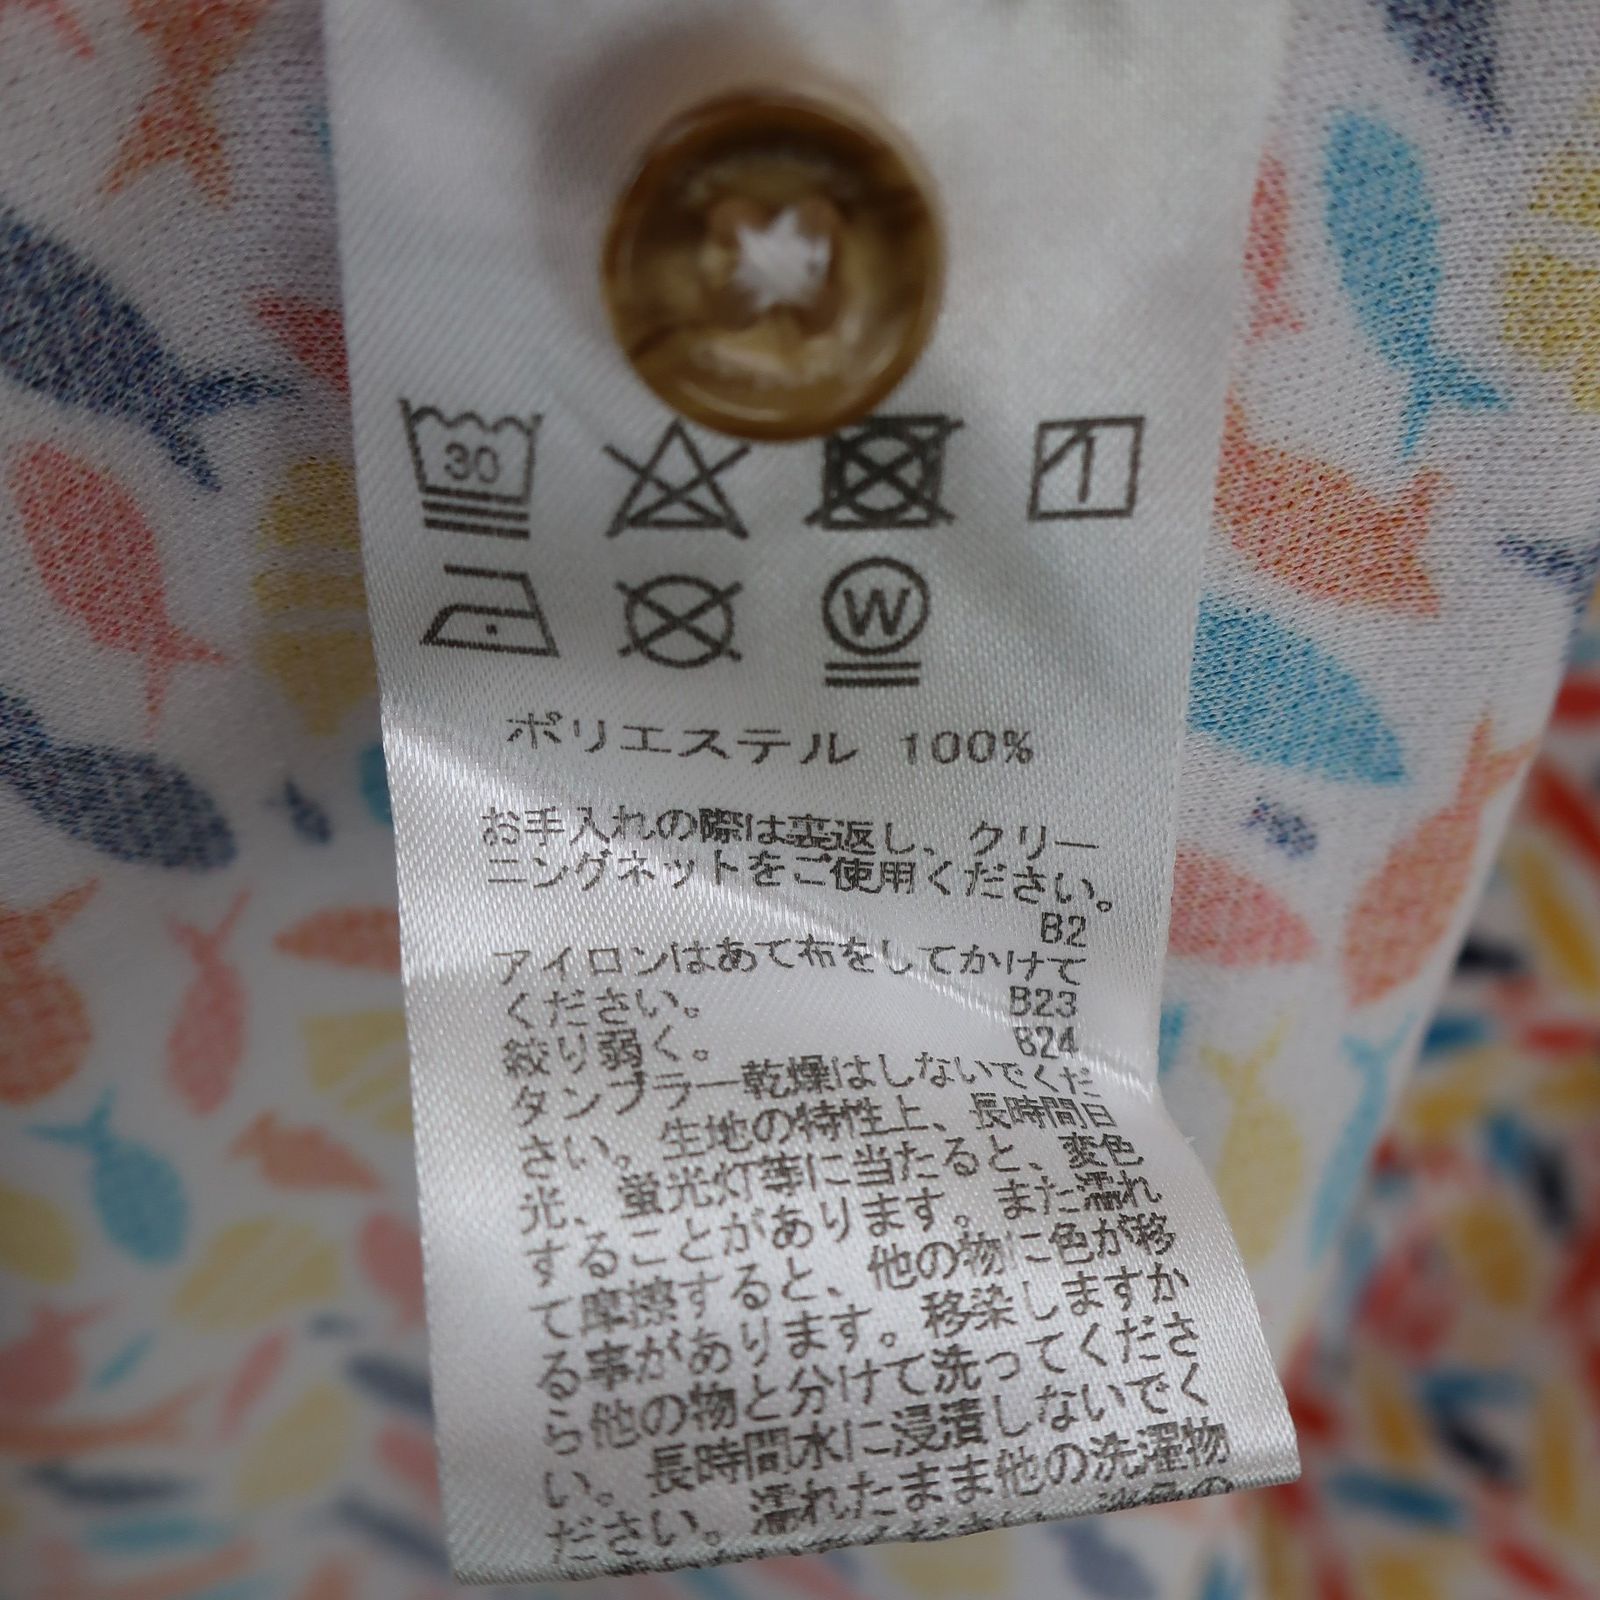 30
W
ポリエステル 100%
お手入れの際は裏返し、クリー
ニングネットをご使用ください。
B2
アイロンはあて布をしてかけて
ください。 B23
絞り弱く。 B24
タンブラー乾燥はしないでくだ
さい。生地の特性上、長時間日
光、蛍光灯等に当たると、変色
することがあります。また濡れ
て摩擦すると、他の物に色が移
る事があります。移染しますか
ら他の物と分けて洗ってくださ
い。長時間水に浸漬しないでく
ださい。濡れたまま他の洗濯物